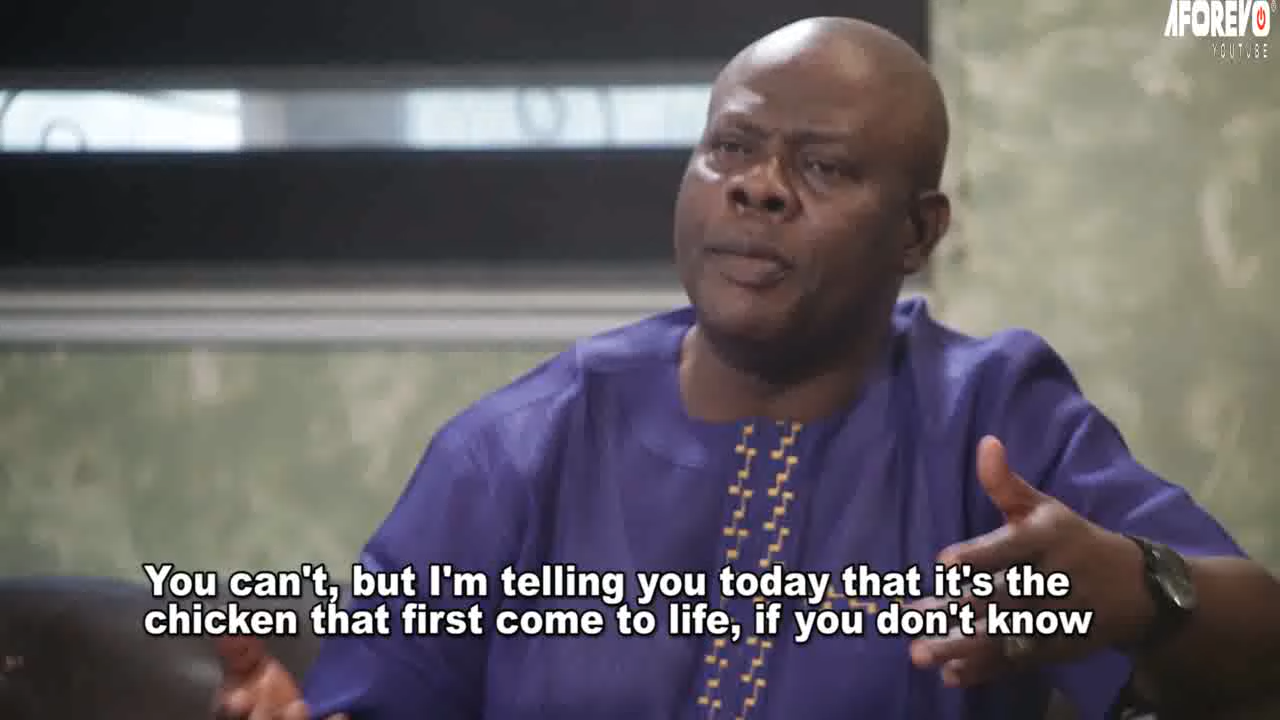 AFOREVO
YOUTUBE
You can't, but I'm telling you today that it's the
chicken that first come to life, if you don't know